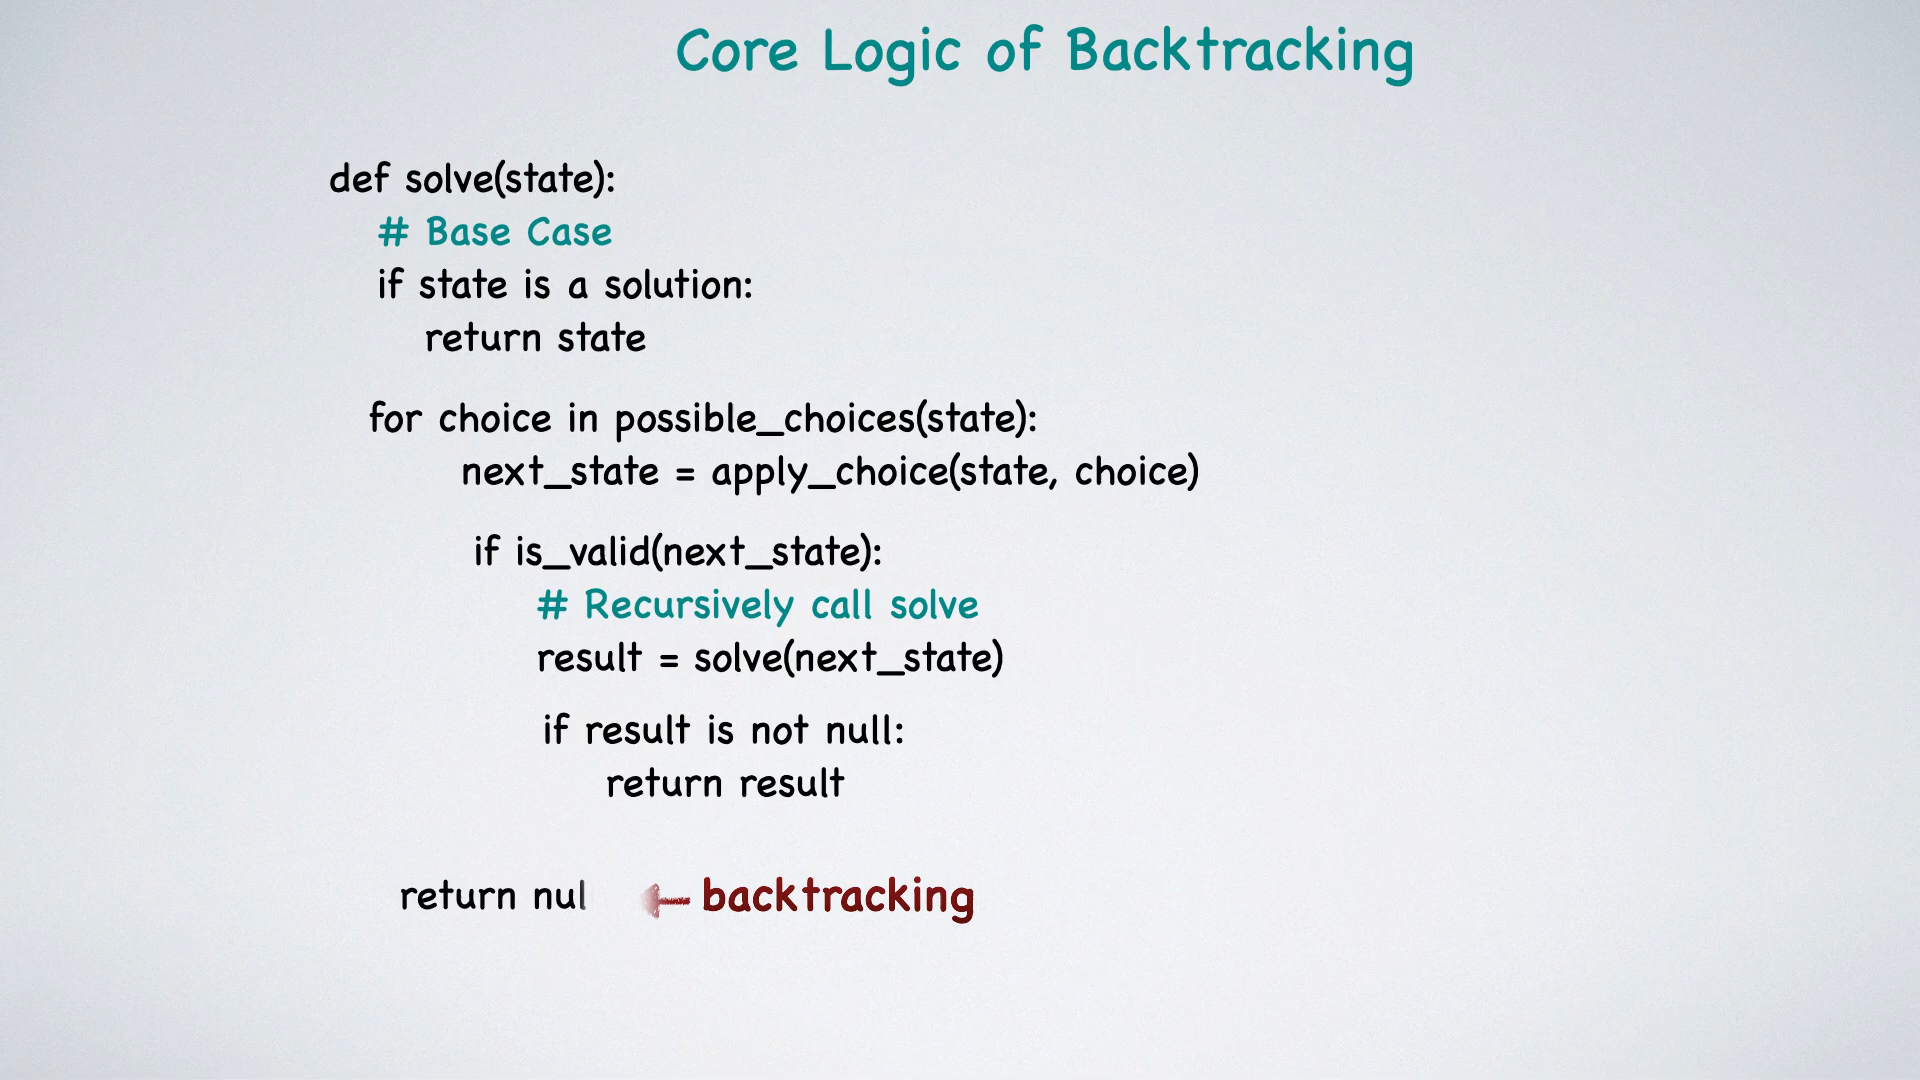 Core Logic of Backtracking
def solve(state):
# Base Case
if state is a solution:
return state
for choice in possible_choices(state):
next_state = apply_choice(state, choice)
if is_valid(next_state):
# Recursively call solve
result = solve(next_state)
if result is not null:
return result
return nul
backtracking